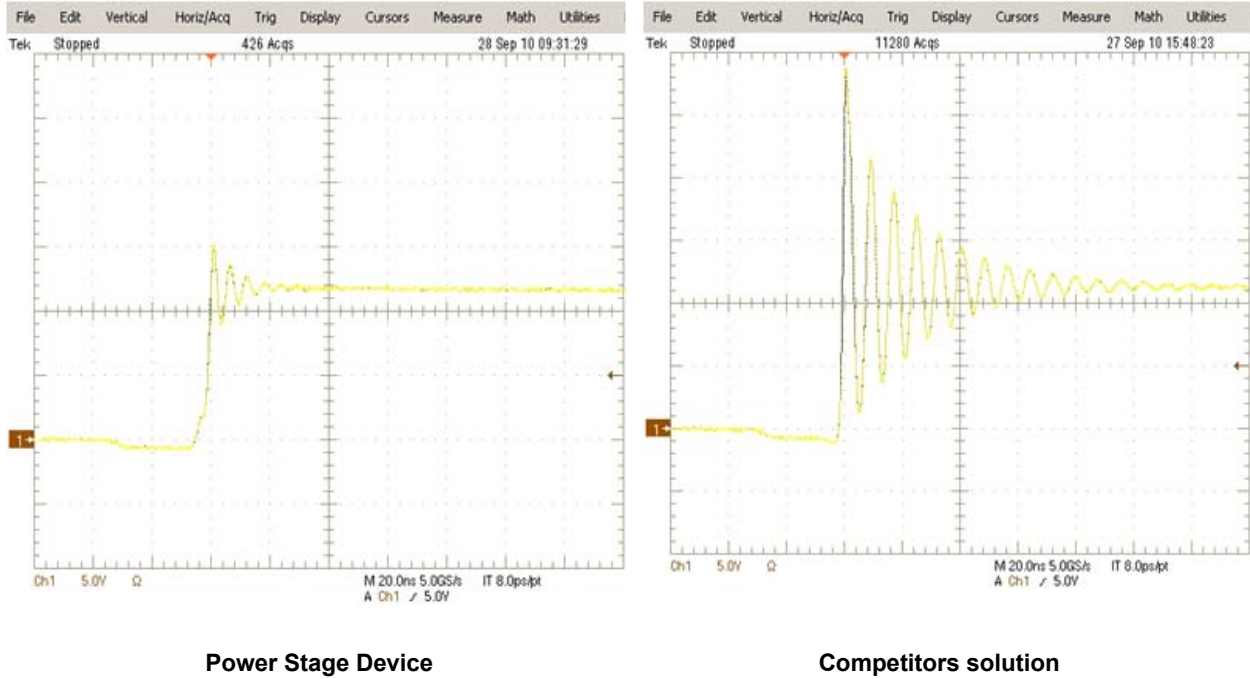 File Edit Vertical Horiz/Acq Trig Display Cursors Measure Math Utilities
Tek Stopped 426 Acqs 28 Sep 10 09:31:29
1
Ch1 5.0V Ω M 20.0ns 5.0GS/s IT 8.0ps/pt
A Ch1 / 5.0V
Power Stage Device
File Edit Vertical Horiz/Acq Trig Display Cursors Measure Math Utilities
Tek Stopped 11280 Acqs 27 Sep 10 15:48:23
1
Ch1 5.0V Ω M 20.0ns 5.0GS/s IT 8.0ps/pt
A Ch1 / 5.0V
Competitors solution